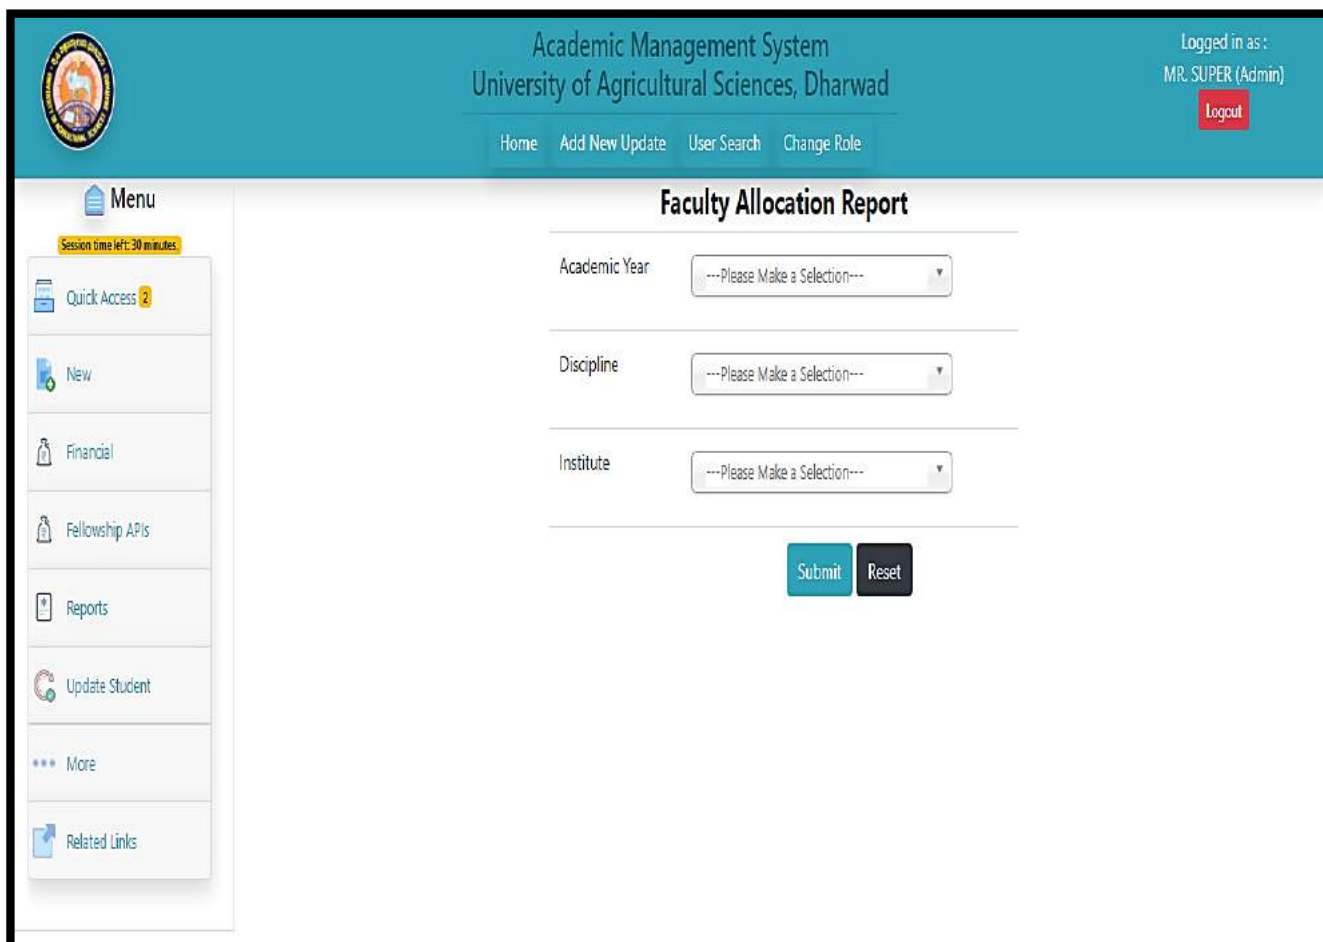 Academic Management System
University of Agricultural Sciences, Dharwad
Home Add New Update User Search Change Role
Logged in as :
MR. SUPER (Admin)
Logout
Menu
Session time left: 30 minutes.
Quick Access 2
New
Financial
Fellowship APIs
Reports
Update Student
More
Related Links
Faculty Allocation Report
Academic Year ---Please Make a Selection---
Discipline ---Please Make a Selection---
Institute ---Please Make a Selection---
Submit Reset